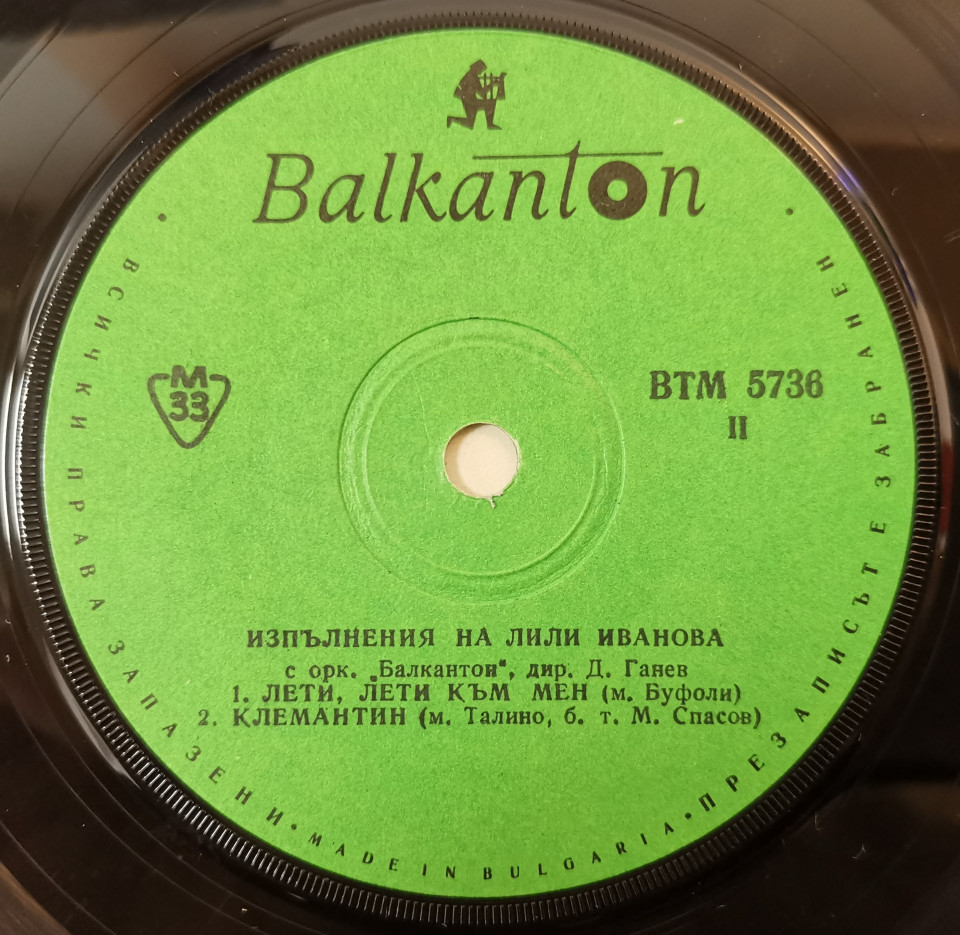 Balkanton
М
33
ВТМ 5736
II
ИЗПЪЛНЕНИЯ НА ЛИЛИ ИВАНОВА
с орк. „Балкантон“, дир. Д. Ганев
1. ЛЕТИ, ЛЕТИ КЪМ МЕН (м. Буфоли)
2. КЛЕМАНТИН (м. Талино, б. т. М. Спасов)
ВСИЧКИ ПРАВА ЗАПАЗЕНИ • MADE IN BULGARIA • ПРЕЗАПИСЪТ Е ЗАБРАНЕН